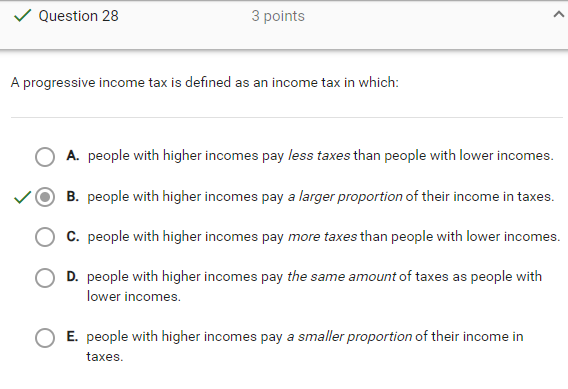 Question 28
3 points
A progressive income tax is defined as an income tax in which:
A. people with higher incomes pay less taxes than people with lower incomes.
B. people with higher incomes pay a larger proportion of their income in taxes.
C. people with higher incomes pay more taxes than people with lower incomes.
D. people with higher incomes pay the same amount of taxes as people with
lower incomes.
E. people with higher incomes pay a smaller proportion of their income in
taxes.